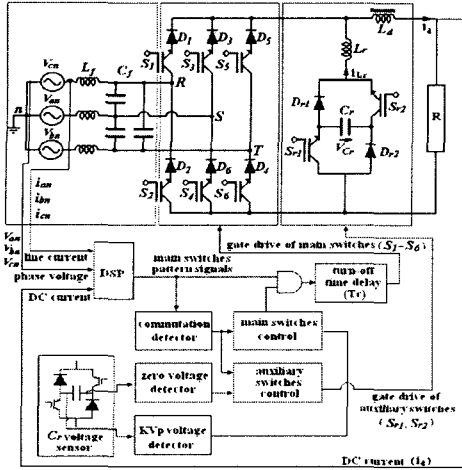 D1 D3 D5
S1 S3 S5
Ld id
Lr
iLr
Dr1 Cr Sr2
Sr1 VCr Dr2
R
Vcn Lf Cf
Van
Vbn
n
R
S
T
D2 D6 D4
S2 S4 S6
ian
ibn
icn
Van
Vbn
Vcn
line current
phase voltage
DC current
DSP
main switches
pattern signals
gate drive of main switches (S1~S6)
turn-off
time delay
(Tc)
commutation
detector
main switches
control
zero voltage
detector
auxiliary
switches
control
Cr voltage
sensor
KVp voltage
detector
gate drive of
auxiliary switches
(Sr1, Sr2)
DC current (id)